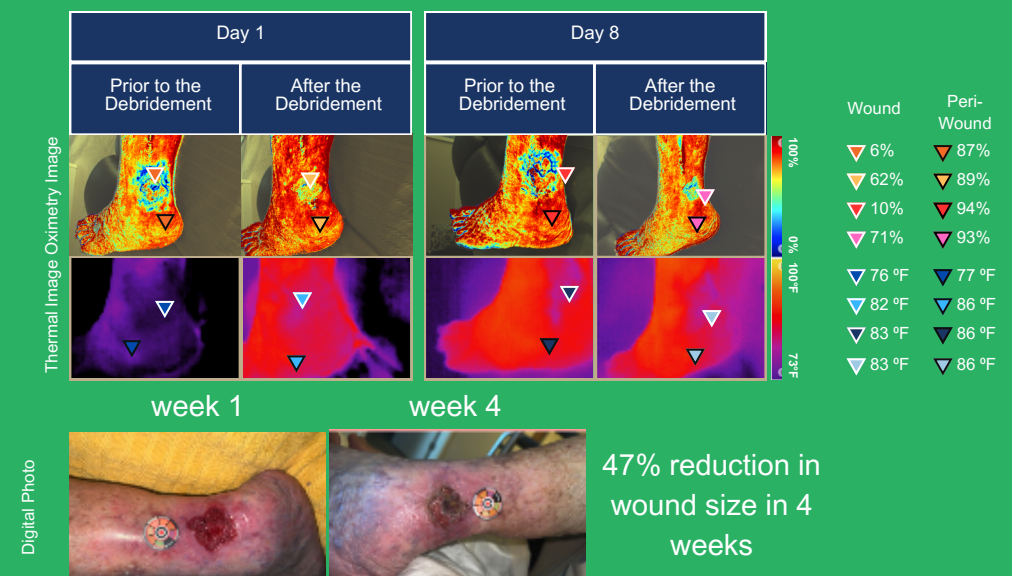 Day 1
Day 8
Prior to the
Debridement
After the
Debridement
Prior to the
Debridement
After the
Debridement
Oximetry Image
Thermal Image
100%
0%
100°F
73°F
Wound
Peri-
Wound
6%
87%
62%
89%
10%
94%
71%
93%
76 ºF
77 ºF
82 ºF
86 ºF
83 ºF
86 ºF
83 ºF
86 ºF
week 1
week 4
Digital Photo
47% reduction in
wound size in 4
weeks